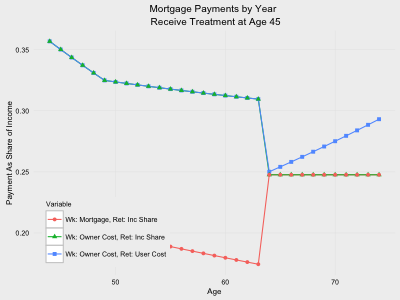 Mortgage Payments by Year
Receive Treatment at Age 45
Payment As Share of Income
0.35
0.30
0.25
0.20
Variable
Wk: Mortgage, Ret: Inc Share
Wk: Owner Cost, Ret: Inc Share
Wk: Owner Cost, Ret: User Cost
50
60
70
Age